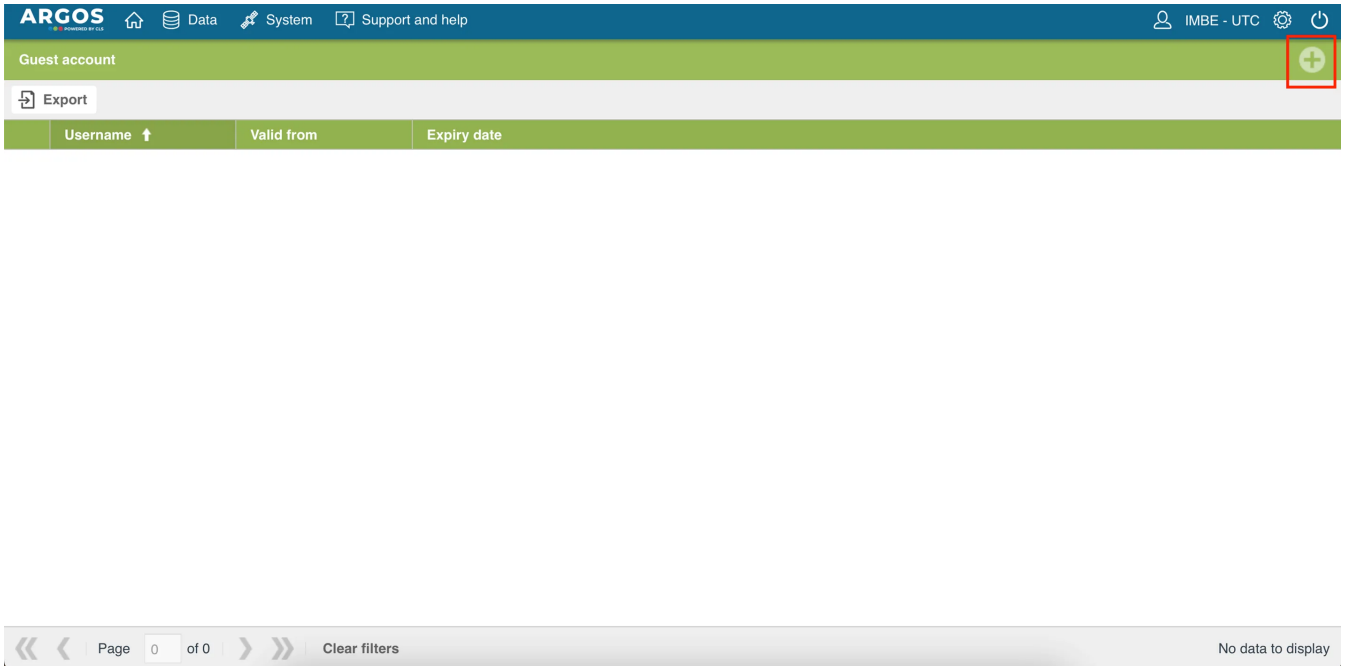 ARGOS Data System Support and help IMBE - UTC
POWERED BY CLS
Guest account
Export
Username Valid from Expiry date
Page 0 of 0 Clear filters No data to display